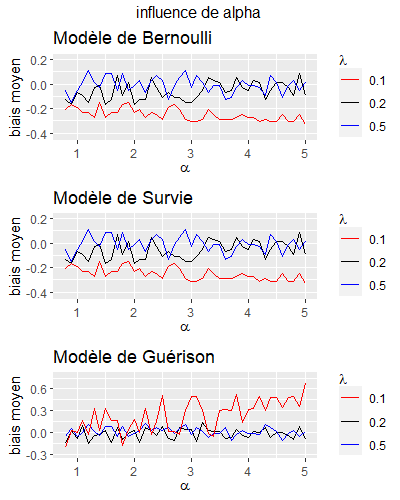 influence de alpha
Modèle de Bernoulli
biais moyen
0.2
0.0
-0.2
-0.4
1 2 3 4 5
α
λ
0.1
0.2
0.5
Modèle de Survie
biais moyen
0.2
0.0
-0.2
-0.4
1 2 3 4 5
α
λ
0.1
0.2
0.5
Modèle de Guérison
biais moyen
0.6
0.3
0.0
-0.3
1 2 3 4 5
α
λ
0.1
0.2
0.5